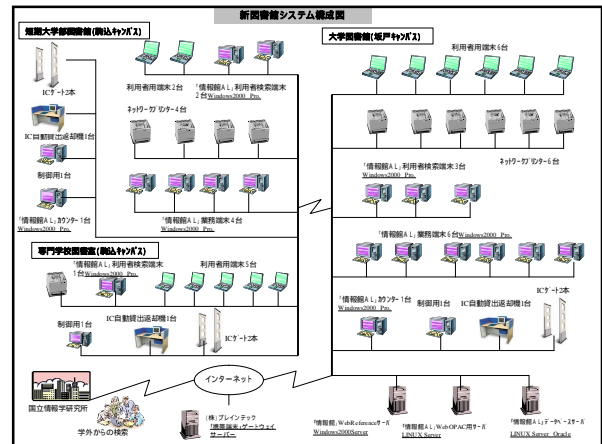 新図書館システム構成図
短期大学部図書館(駒込キャンパス)
ICゲート2本
IC自動貸出返却機1台
制御用1台
「情報館AL」カウンター1台
Windows2000 Pro.
利用者用端末2台
「情報館AL」利用者検索端末
2台Windows2000 Pro.
ネットワークプリンター4台
「情報館AL」業務端末4台
Windows2000 Pro.
専門学校図書室(駒込キャンパス)
「情報館AL」利用者検索端末
1台Windows2000 Pro.
利用者用端末5台
制御用1台
IC自動貸出返却機1台
ICゲート2本
大学図書館(坂戸キャンパス)
利用者用端末6台
ネットワークプリンター6台
「情報館AL」利用者検索端末3台
Windows2000 Pro.
「情報館AL」業務端末6台Windows2000 Pro.
「情報館AL」カウンター1台
Windows2000 Pro.
制御用1台
IC自動貸出返却機1台
ICゲート2本
インターネット
国立情報学研究所
学外からの検索
(株)ブレインテック
「携帯端末」ゲートウェイ
サーバー
「情報館」WebReferenceサーバ
Windows2000Server
「情報館AL」WebOPAC用サーバ
LINUX Server
「情報館AL」データベースサーバ
LINUX Server Oracle